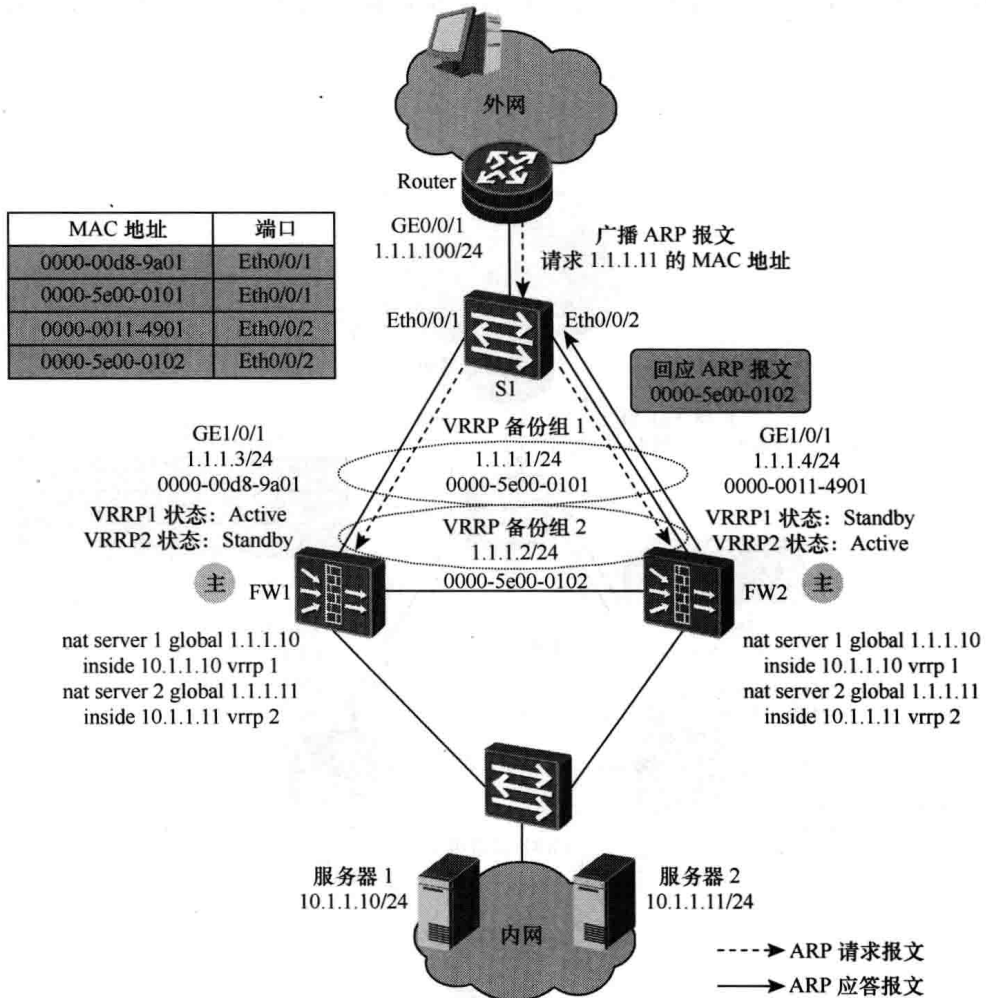 外网
Router
GE0/0/1
1.1.1.100/24
广播 ARP 报文
请求 1.1.1.11 的 MAC 地址
MAC 地址 端口
0000-00d8-9a01 Eth0/0/1
0000-5e00-0101 Eth0/0/1
0000-0011-4901 Eth0/0/2
0000-5e00-0102 Eth0/0/2
Eth0/0/1
Eth0/0/2
S1
回应 ARP 报文
0000-5e00-0102
GE1/0/1
1.1.1.3/24
0000-00d8-9a01
VRRP1 状态：Active
VRRP2 状态：Standby
VRRP 备份组 1
1.1.1.1/24
0000-5e00-0101
VRRP 备份组 2
1.1.1.2/24
0000-5e00-0102
GE1/0/1
1.1.1.4/24
0000-0011-4901
VRRP1 状态：Standby
VRRP2 状态：Active
主
FW1
FW2
主
nat server 1 global 1.1.1.10
inside 10.1.1.10 vrrp 1
nat server 2 global 1.1.1.11
inside 10.1.1.11 vrrp 2
nat server 1 global 1.1.1.10
inside 10.1.1.10 vrrp 1
nat server 2 global 1.1.1.11
inside 10.1.1.11 vrrp 2
服务器 1
10.1.1.10/24
服务器 2
10.1.1.11/24
内网
ARP 请求报文
ARP 应答报文